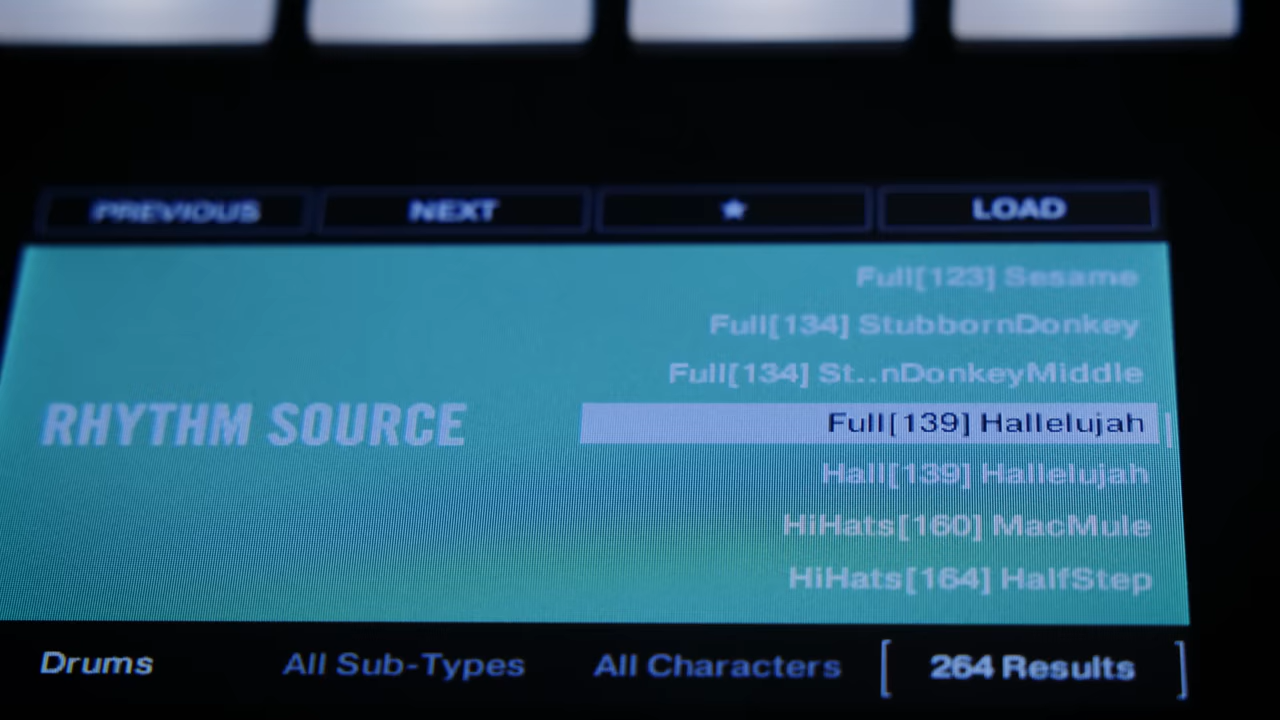 PREVIOUS NEXT ★ LOAD
Full[123] Sesame
Full[134] StubbornDonkey
Full[134] St..nDonkeyMiddle
RHYTHM SOURCE
Full[139] Hallelujah
Hall[139] Hallelujah
HiHats[160] MacMule
HiHats[164] HalfStep
Drums All Sub-Types All Characters [ 264 Results ]